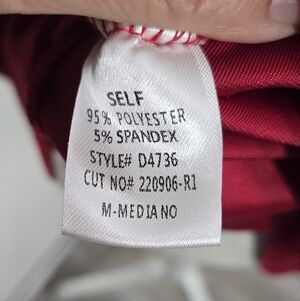 SELF
95% POLYESTER
5% SPANDEX
STYLE# D4736
CUT NO# 220906-R1
M-MEDIANO